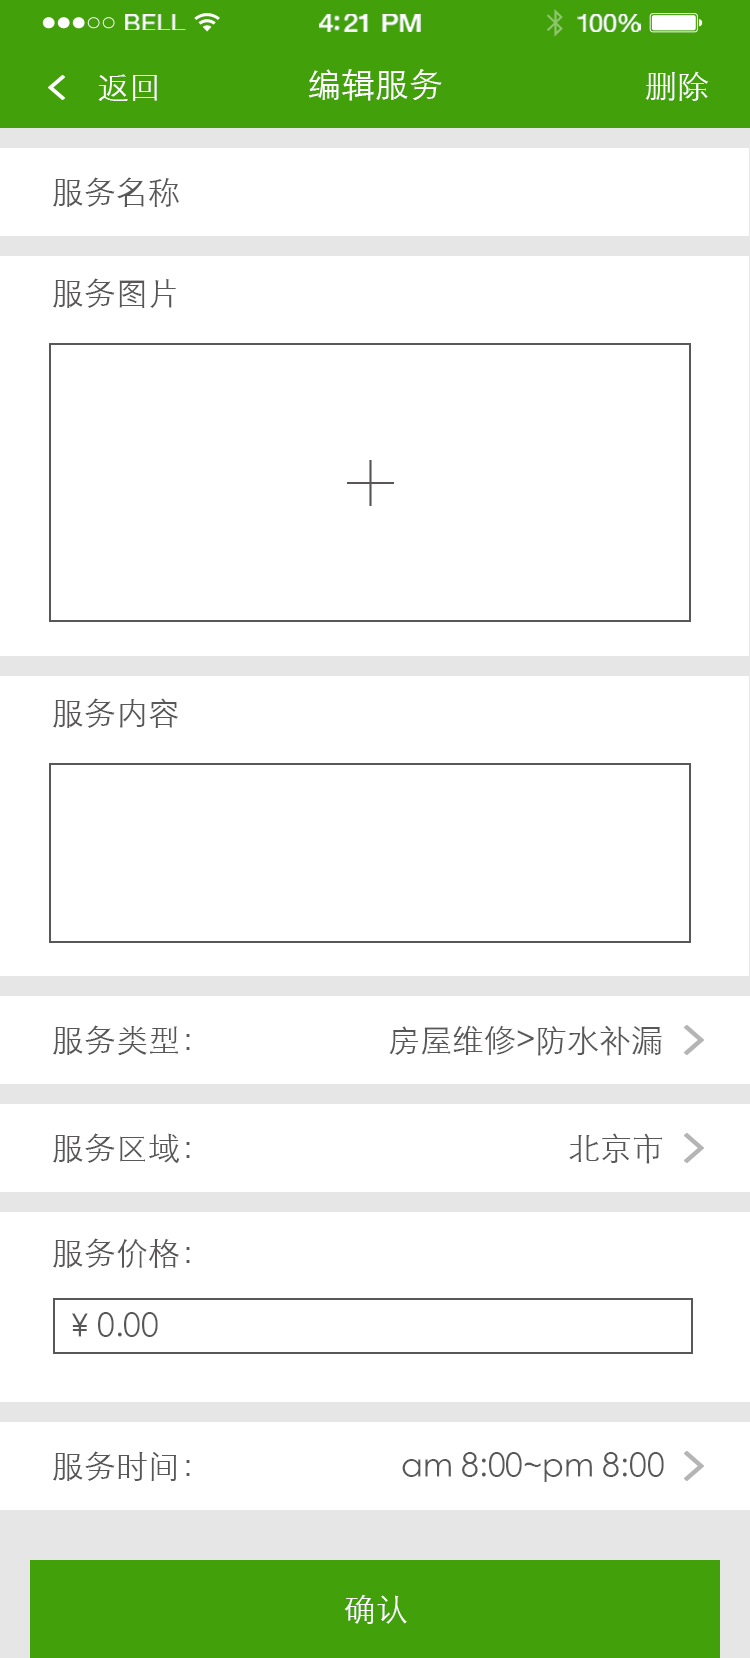 BELL 4:21 PM 100%
返回 编辑服务 删除
服务名称
服务图片
服务内容
服务类型: 房屋维修>防水补漏
服务区域: 北京市
服务价格:
¥ 0.00
服务时间: am 8:00~pm 8:00
确认